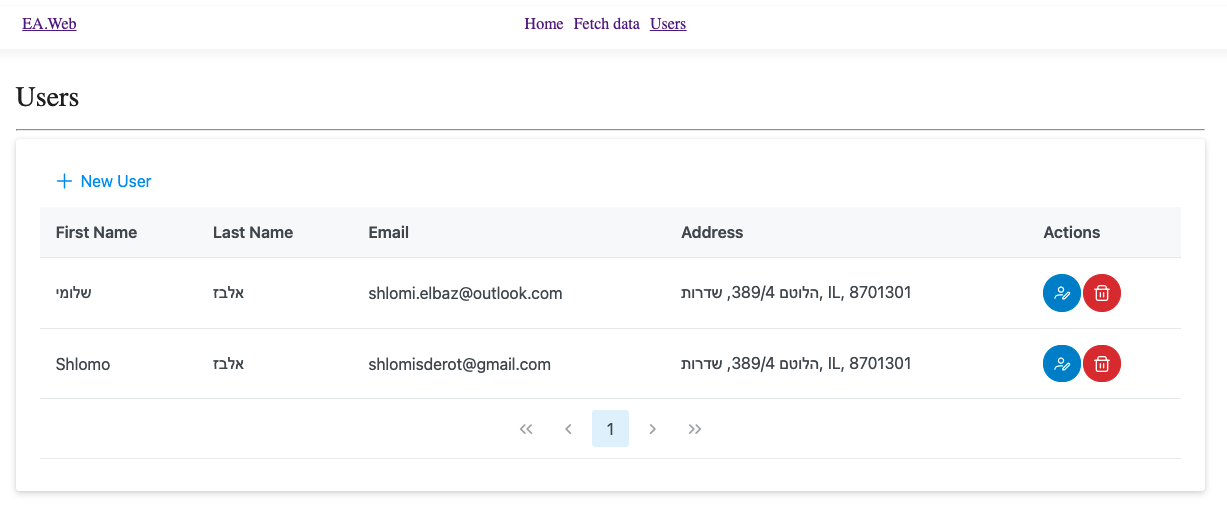 EA.Web Home Fetch data Users
Users
New User
First Name Last Name Email Address Actions
שלומי אלבז shlomi.elbaz@outlook.com הלוטם 389/4, שדרות, IL, 8701301
Shlomo אלבז shlomisderot@gmail.com הלוטם 389/4, שדרות, IL, 8701301
1